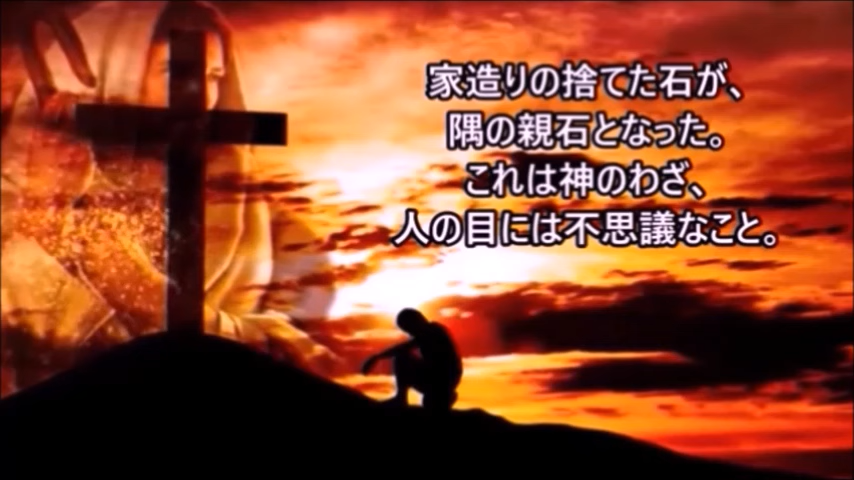 家造りの捨てた石が、
隅の親石となった。
これは神のわざ、
人の目には不思議なこと。